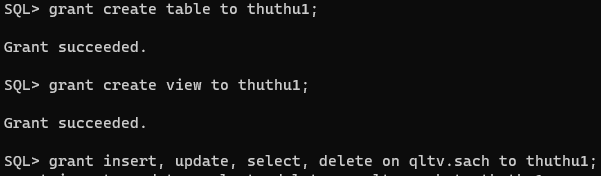 SQL> grant create table to thuthu1;
Grant succeeded.
SQL> grant create view to thuthu1;
Grant succeeded.
SQL> grant insert, update, select, delete on qltv.sach to thuthu1;